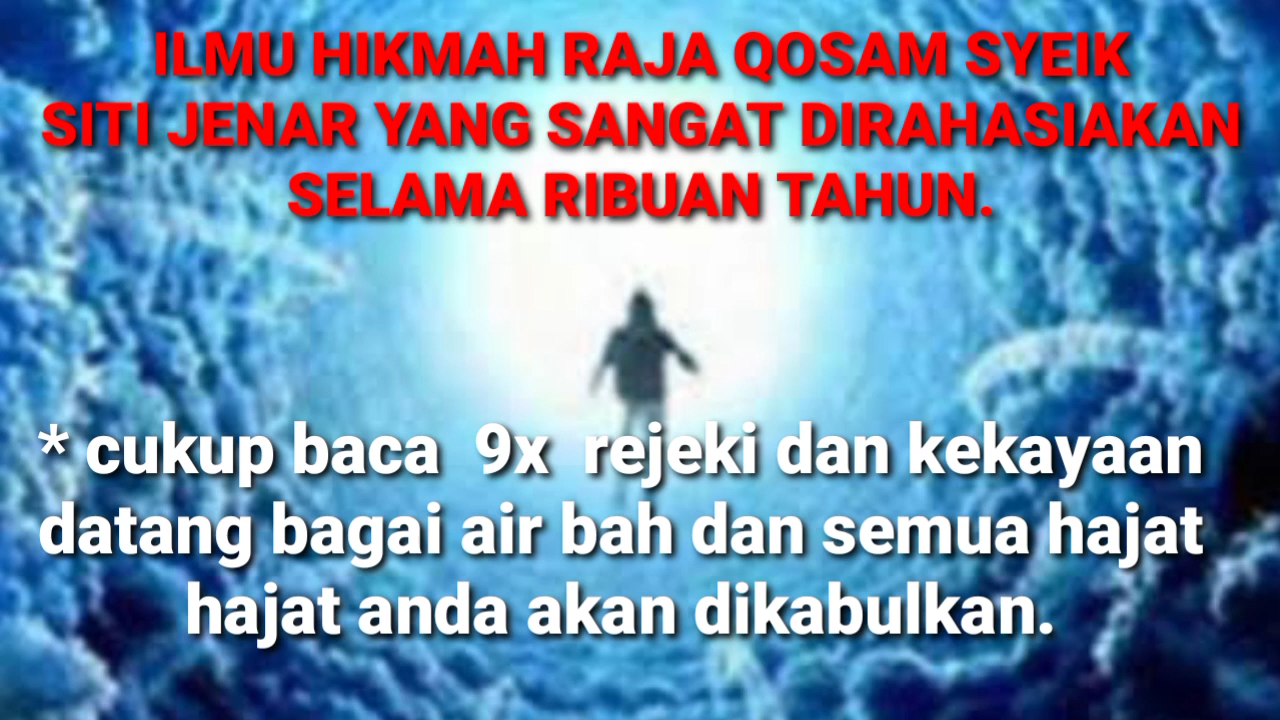 ILMU HIKMAH RAJA QOSAM SYEIK
SITI JENAR YANG SANGAT DIRAHASIAKAN
SELAMA RIBUAN TAHUN.
* cukup baca 9x rejeki dan kekayaan
datang bagai air bah dan semua hajat
hajat anda akan dikabulkan.